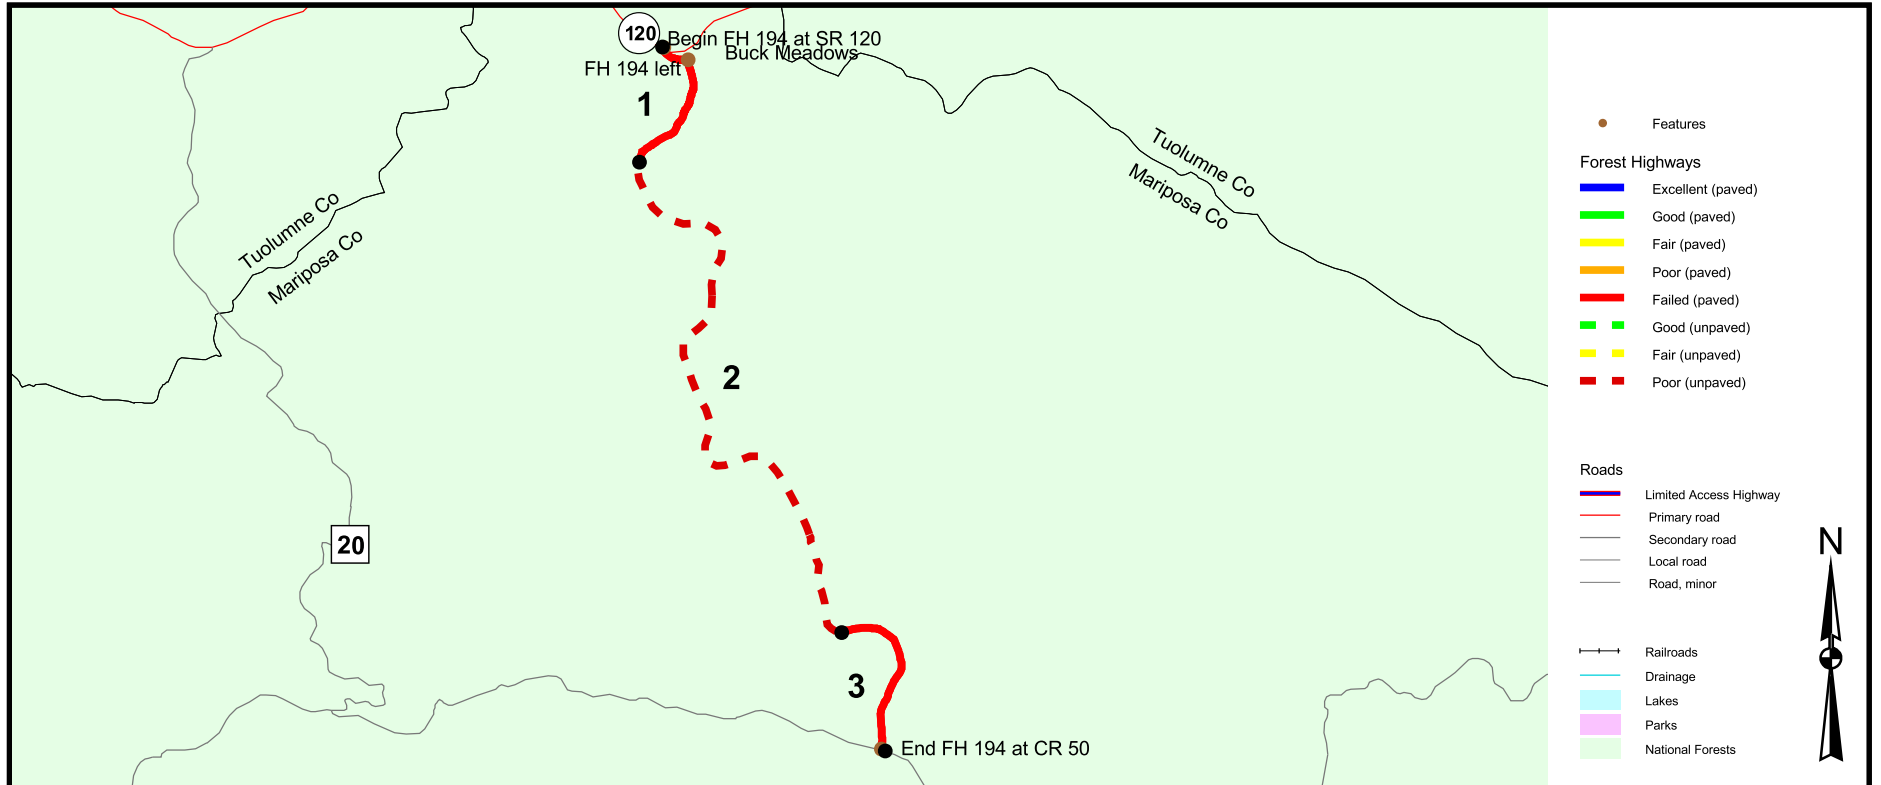 120
Begin FH 194 at SR 120
Buck Meadows
FH 194 left
1
Tuolumne Co
Mariposa Co
Tuolumne Co
Mariposa Co
2
20
3
End FH 194 at CR 50
Features
Forest Highways
Excellent (paved)
Good (paved)
Fair (paved)
Poor (paved)
Failed (paved)
Good (unpaved)
Fair (unpaved)
Poor (unpaved)
Roads
Limited Access Highway
Primary road
Secondary road
Local road
Road, minor
N
Railroads
Drainage
Lakes
Parks
National Forests